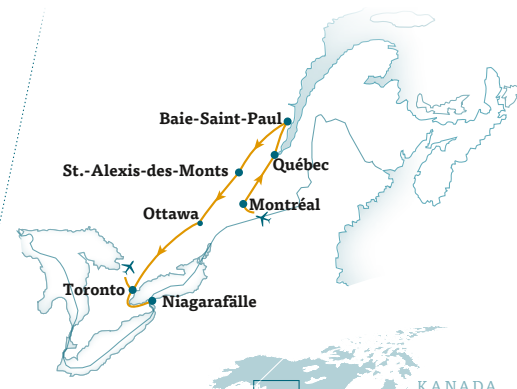 Baie-Saint-Paul
Québec
St.-Alexis-des-Monts
Montréal
Ottawa
Toronto
Niagarafälle
KANADA